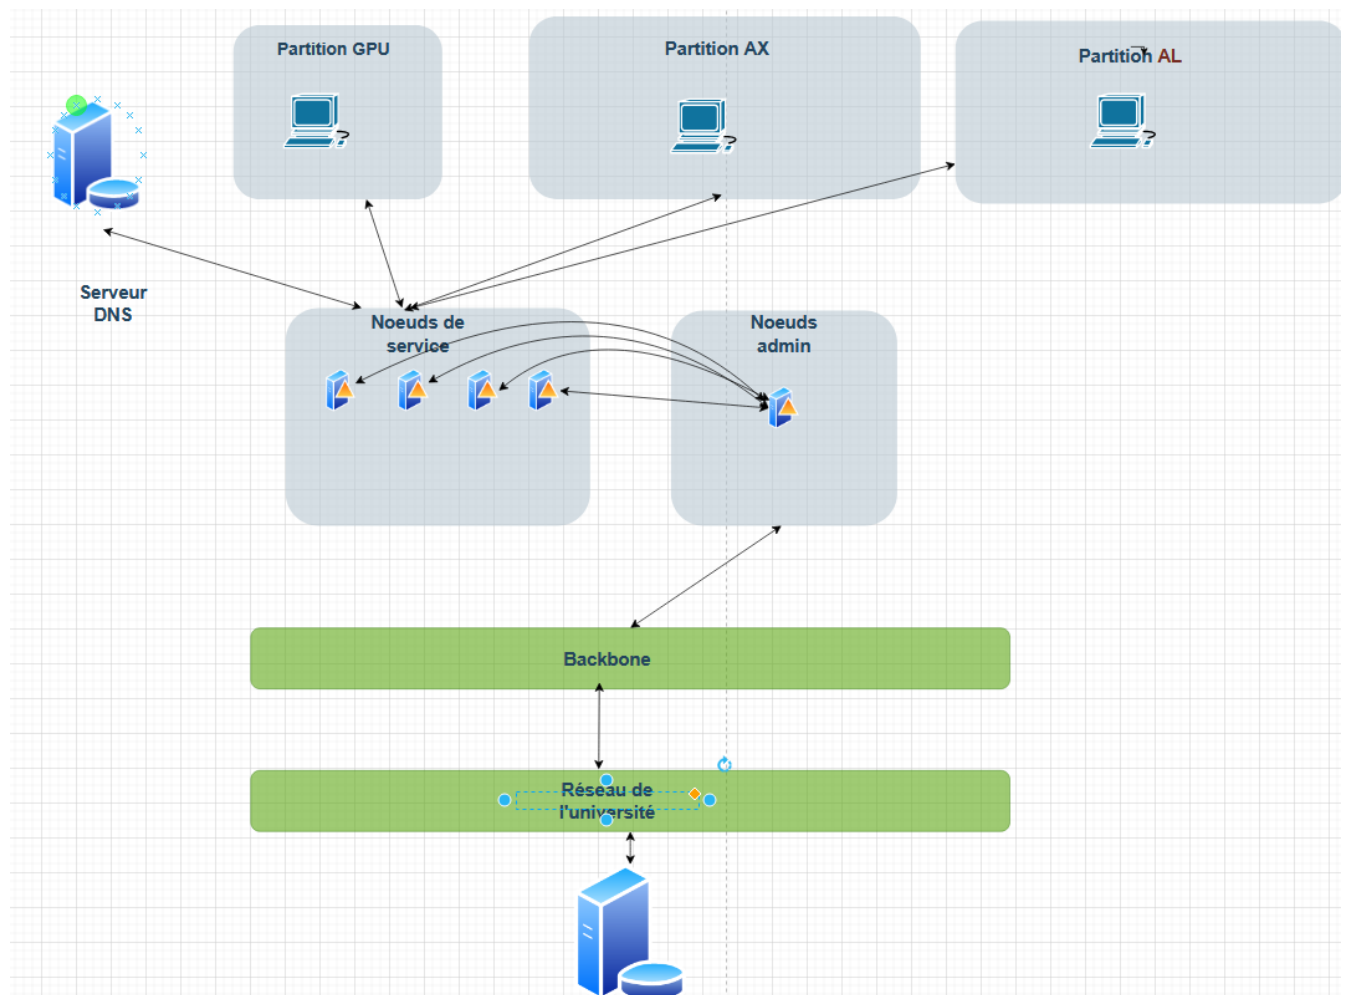 Partition GPU
Partition AX
Partition AL
Serveur
DNS
Noeuds de
service
Noeuds
admin
Backbone
Réseau de
l'université